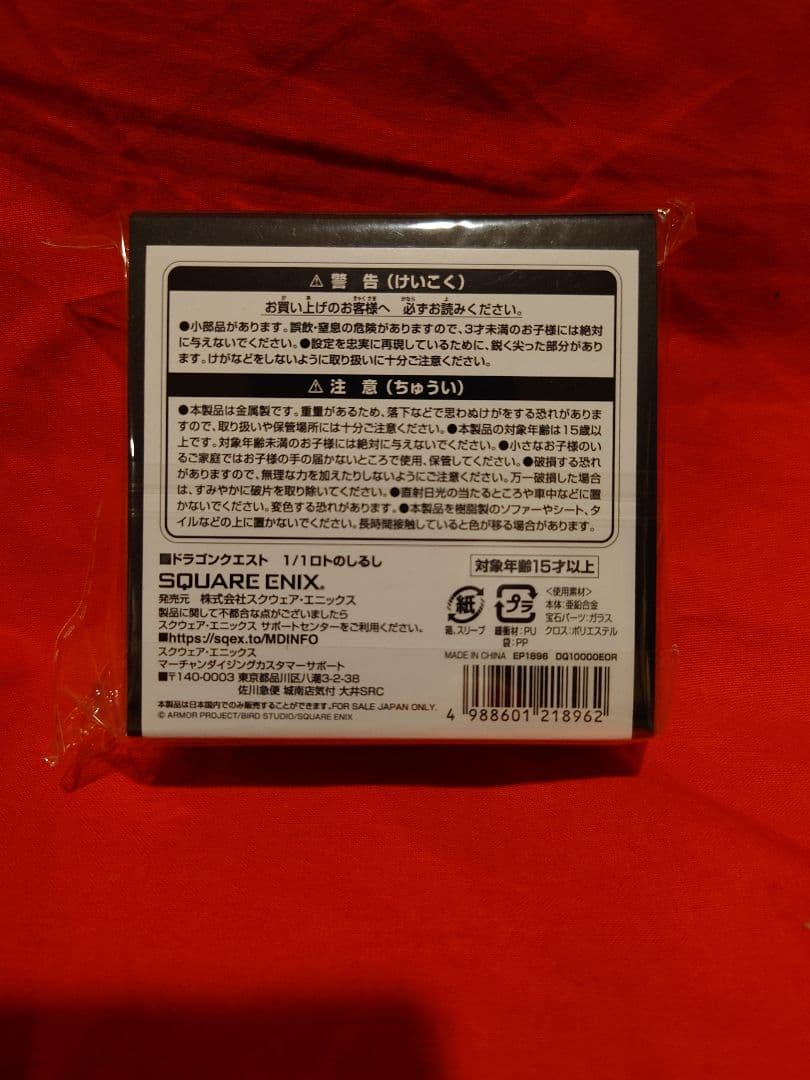 ⚠警 告(けいこく)
お買い上げのお客様へ 必ずお読みください。
●小部品があります。誤飲・窒息の危険がありますので、3才未満のお子様には絶対
に与えないでください。●設定を忠実に再現しているために、鋭く尖った部分があり
ます。けがなどをしないように取り扱いに十分ご注意ください。
⚠注 意(ちゅうい)
●本製品は金属製です。重量があるため、落下などで思わぬけがをする恐れがありま
すので、取り扱いや保管場所には十分ご注意ください。●本製品の対象年齢は15歳以
上です。対象年齢未満のお子様には絶対に与えないでください。●小さなお子様のい
るご家庭ではお子様の手の届かないところで使用、保管してください。●破損する恐れ
がありますので、無理な力を加えたりしないようにご注意ください。万一破損した場合
は、すみやかに破片を取り除いてください。●直射日光の当たるところや車中などに置
かないでください。変色する恐れがあります。●本製品を樹脂製のソファーやシート、タ
イルなどの上に置かないでください。長時間接触していると色が移る場合があります。
■ドラゴンクエスト 1/1ロトのしるし
対象年齢15才以上
SQUARE ENIX®
発売元 株式会社スクウェア・エニックス
製品に関して不都合な点がございましたら
スクウェア・エニックス サポートセンターをご利用ください。
■https://sqex.to/MDINFO
スクウェア・エニックス
マーチャンダイジングカスタマーサポート
■〒140-0003 東京都品川区八潮3-2-38
佐川急便 城南店気付 大井SRC
本製品は日本国内でのみ販売することができます。FOR SALE JAPAN ONLY.
© ARMOR PROJECT/BIRD STUDIO/SQUARE ENIX
紙
箱、スリーブ
プラ
緩衝材:PU
袋:PP
<使用素材>
本体:亜鉛合金
宝石パーツ:ガラス
クロス:ポリエステル
MADE IN CHINA EP1896 DQ10000EOR
4 988601 218962